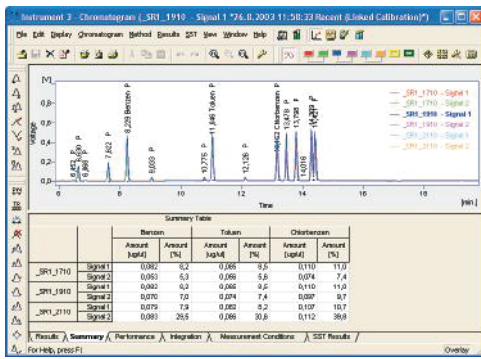 Instrument 3 - Chromatogram (_SR1_1910 - Signal 1 *26.8.2003 11:58:33 Recent (Linked Calibration)*)
File Edit Display Chromatogram Method Results SST View Window Help
[V]
_SR1_1710 - Signal 1
_SR1_1710 - Signal 2
_SR1_1910 - Signal 1
_SR1_1910 - Signal 2
_SR1_2110 - Signal 1
_SR1_2110 - Signal 2
0,8
0,6
0,4
0,2
0,0
Voltage
7,622 P
8,229 Benzen P
9,033 P
10,775 P
11,046 Toluen P
12,128 P
Chlorbenzen P
13,478 P
13,798 P
14,016
6 8 10 12 14 16 18
Time
[min.]
Summary Table
Benzen Toluen Chlorbenzen
Amount [ug/ul] Amount [%] Amount [ug/ul] Amount [%] Amount [ug/ul] Amount [%]
_SR1_1710 Signal 1 0,082 8,2 0,085 8,5 0,110 11,0
Signal 2 0,053 5,3 0,056 5,6 0,074 7,4
_SR1_1910 Signal 1 0,082 8,2 0,085 8,5 0,110 11,0
Signal 2 0,070 7,0 0,074 7,4 0,097 9,7
_SR1_2110 Signal 1 0,079 7,9 0,082 8,2 0,107 10,7
Signal 2 0,083 29,5 0,086 30,8 0,112 39,8
Results Summary Performance Integration Measurement Conditions SST Results
For Help, press F1
Overlay